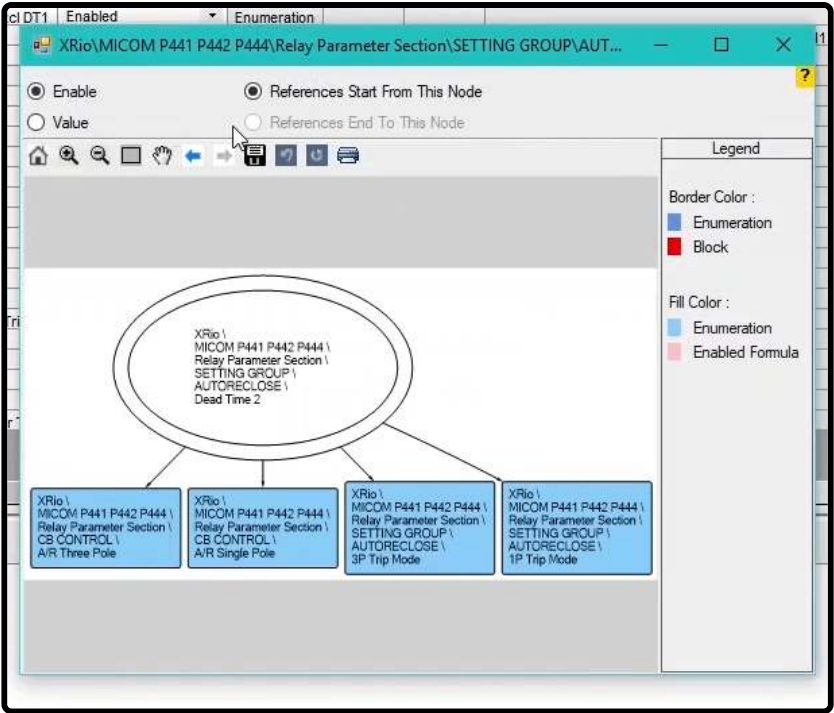 cl DT1 Enabled Enumeration
XRio\MICOM P441 P442 P444\Relay Parameter Section\SETTING GROUP\AUT...
?
Enable References Start From This Node
Value References End To This Node
Legend
Border Color :
Enumeration
Block
Fill Color :
Enumeration
Enabled Formula
XRio \
MICOM P441 P442 P444 \
Relay Parameter Section \
SETTING GROUP \
AUTORECLOSE \
Dead Time 2
XRio \
MICOM P441 P442 P444 \
Relay Parameter Section \
CB CONTROL \
A/R Three Pole
XRio \
MICOM P441 P442 P444 \
Relay Parameter Section \
CB CONTROL \
A/R Single Pole
XRio \
MICOM P441 P442 P444 \
Relay Parameter Section \
SETTING GROUP \
AUTORECLOSE \
3P Trip Mode
XRio \
MICOM P441 P442 P444 \
Relay Parameter Section \
SETTING GROUP \
AUTORECLOSE \
1P Trip Mode